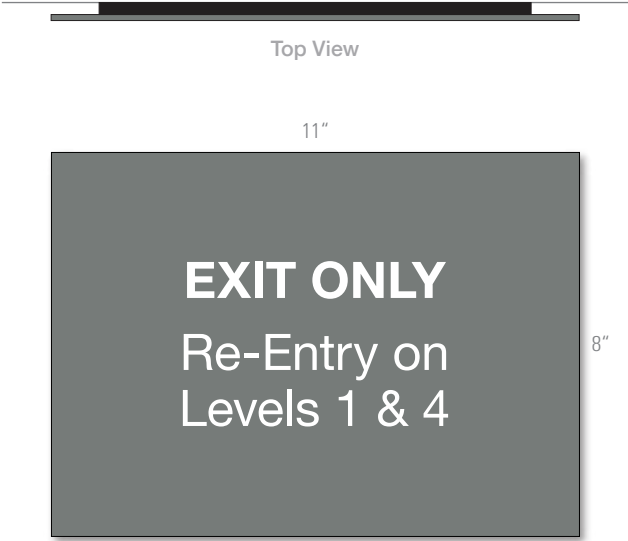 Top View
11"
EXIT ONLY
Re-Entry on
8"
Levels 1 & 4